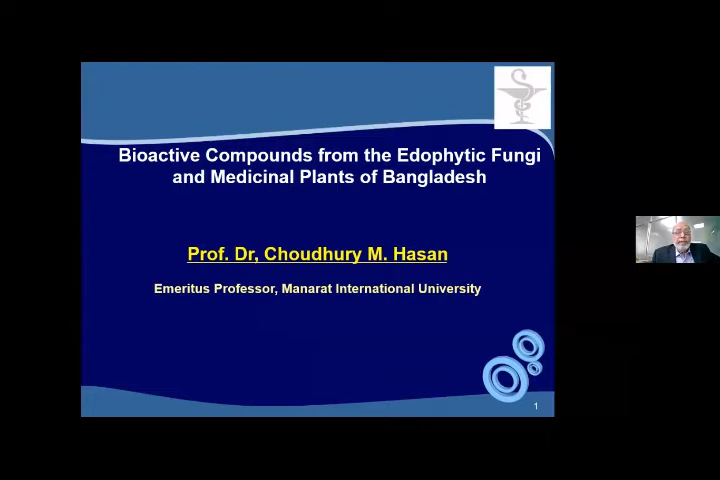 Bioactive Compounds from the Edophytic Fungi
and Medicinal Plants of Bangladesh
Prof. Dr, Choudhury M. Hasan
Emeritus Professor, Manarat International University
1